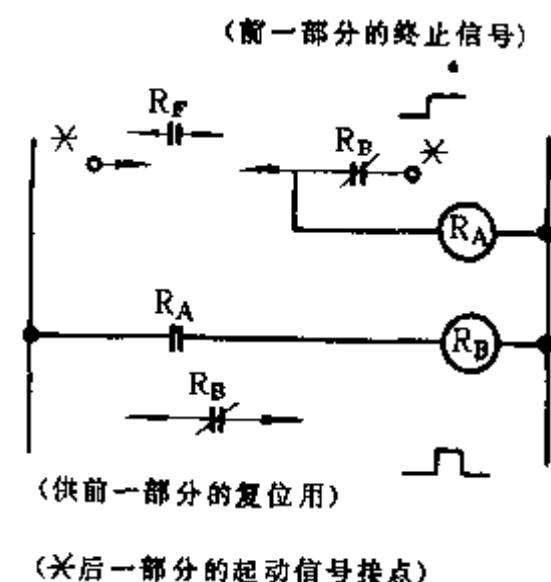 (前一部分的终止信号)
R_F
* R_B *
R_A
R_A R_B
R_B
(供前一部分的复位用)
(*后一部分的起动信号接点)